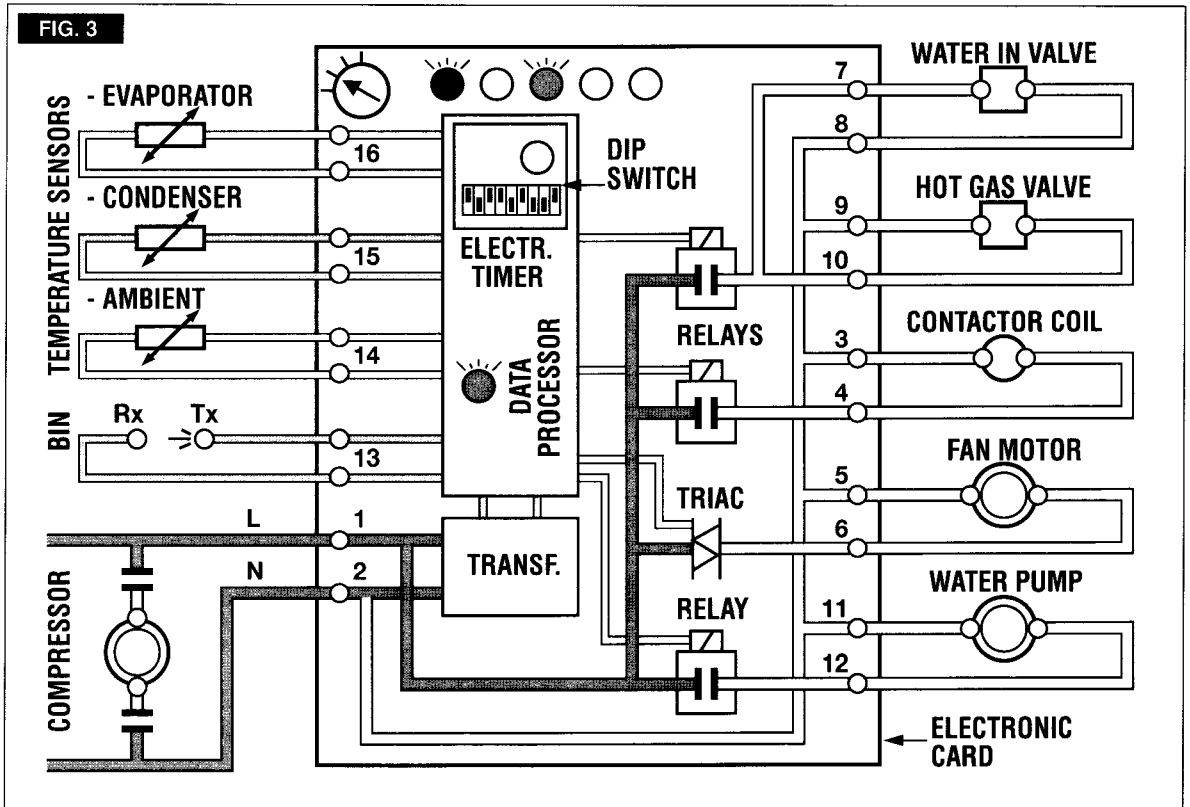 FIG. 3
TEMPERATURE SENSORS
- EVAPORATOR
16
- CONDENSER
15
- AMBIENT
14
BIN
Rx
Tx
13
L
1
N
2
COMPRESSOR
DIP
SWITCH
ELECTR.
TIMER
DATA
PROCESSOR
TRANSF.
RELAYS
TRIAC
RELAY
WATER IN VALVE
7
8
HOT GAS VALVE
9
10
CONTACTOR COIL
3
4
FAN MOTOR
5
6
WATER PUMP
11
12
ELECTRONIC
CARD